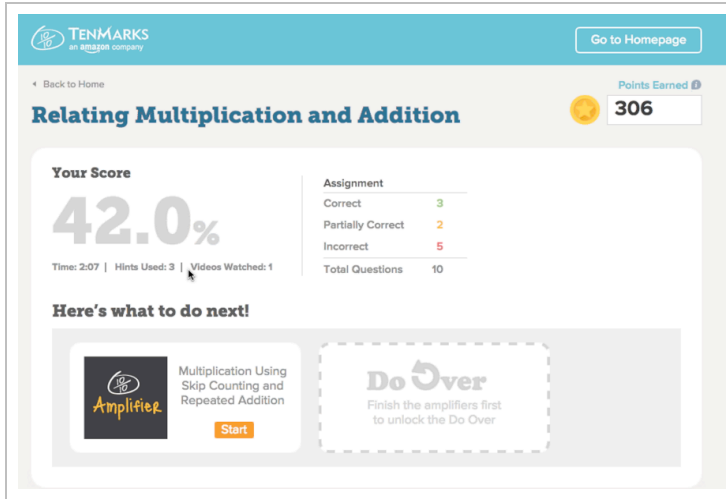 TENMARKS
an amazon company
Go to Homepage
Back to Home
Points Earned i
Relating Multiplication and Addition
306
Your Score
42.0%
Time: 2:07 | Hints Used: 3 | Videos Watched: 1
Assignment
Correct 3
Partially Correct 2
Incorrect 5
Total Questions 10
Here's what to do next!
10/10
Amplifier
Multiplication Using
Skip Counting and
Repeated Addition
Start
Do Over
Finish the amplifiers first
to unlock the Do Over